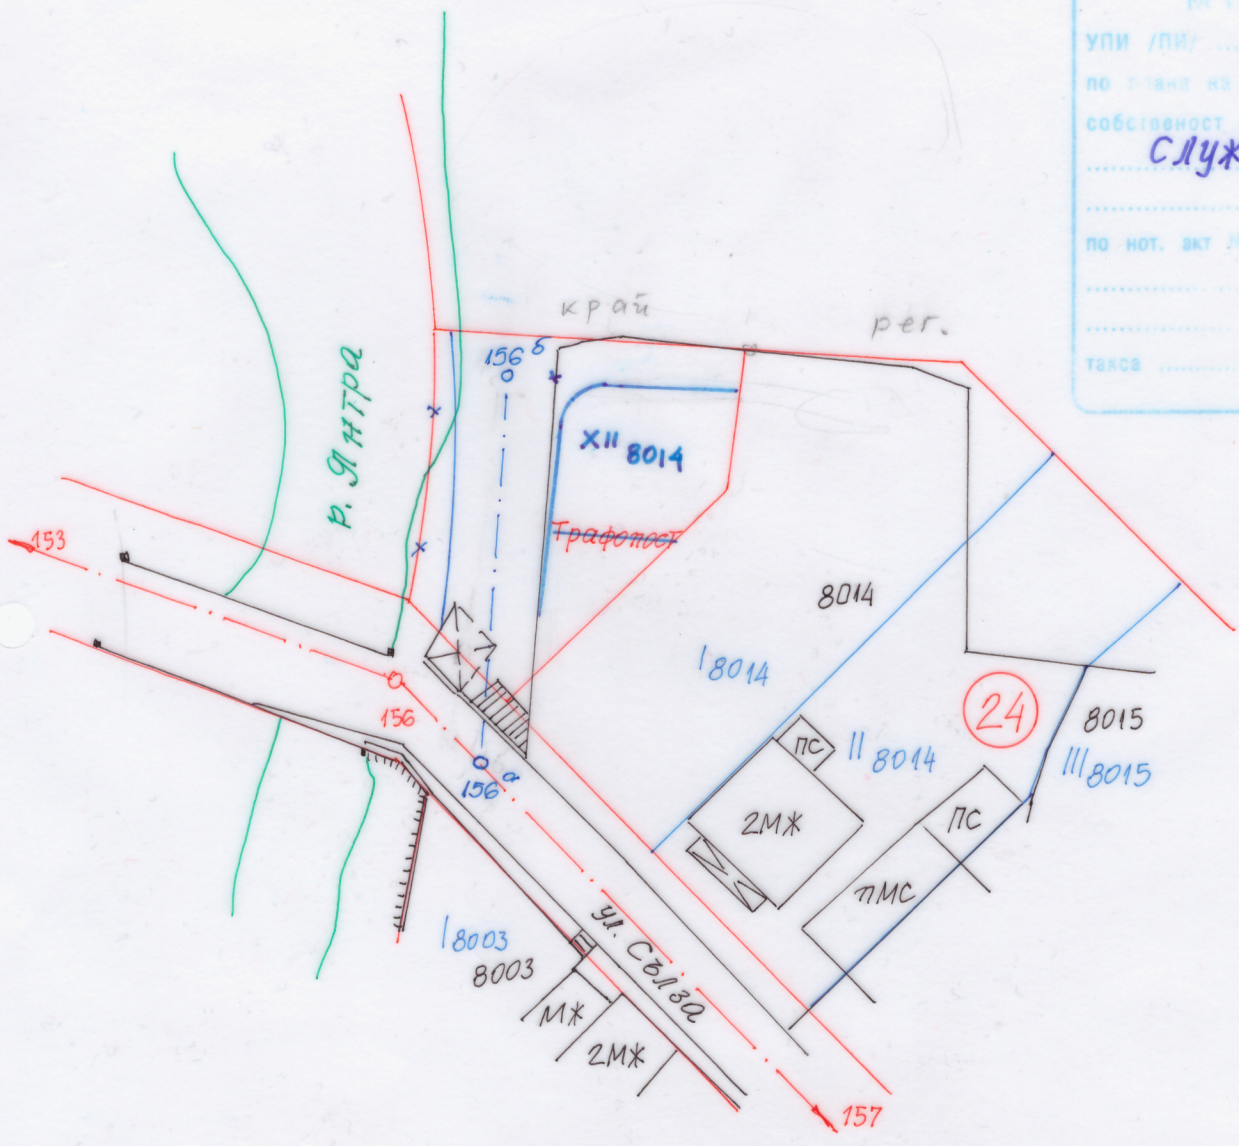 УПИ /ПИ/
по плана на
собственост
по нот. акт
такса
край рег.
156 б
р. Янтра
XII 8014
Трафопост
153
8014
I 8014
24
8015
156
ПС
II 8014
III 8015
156 а
2МЖ
ПС
ПМС
I 8003
8003
ул. Сълза
МЖ
2МЖ
157